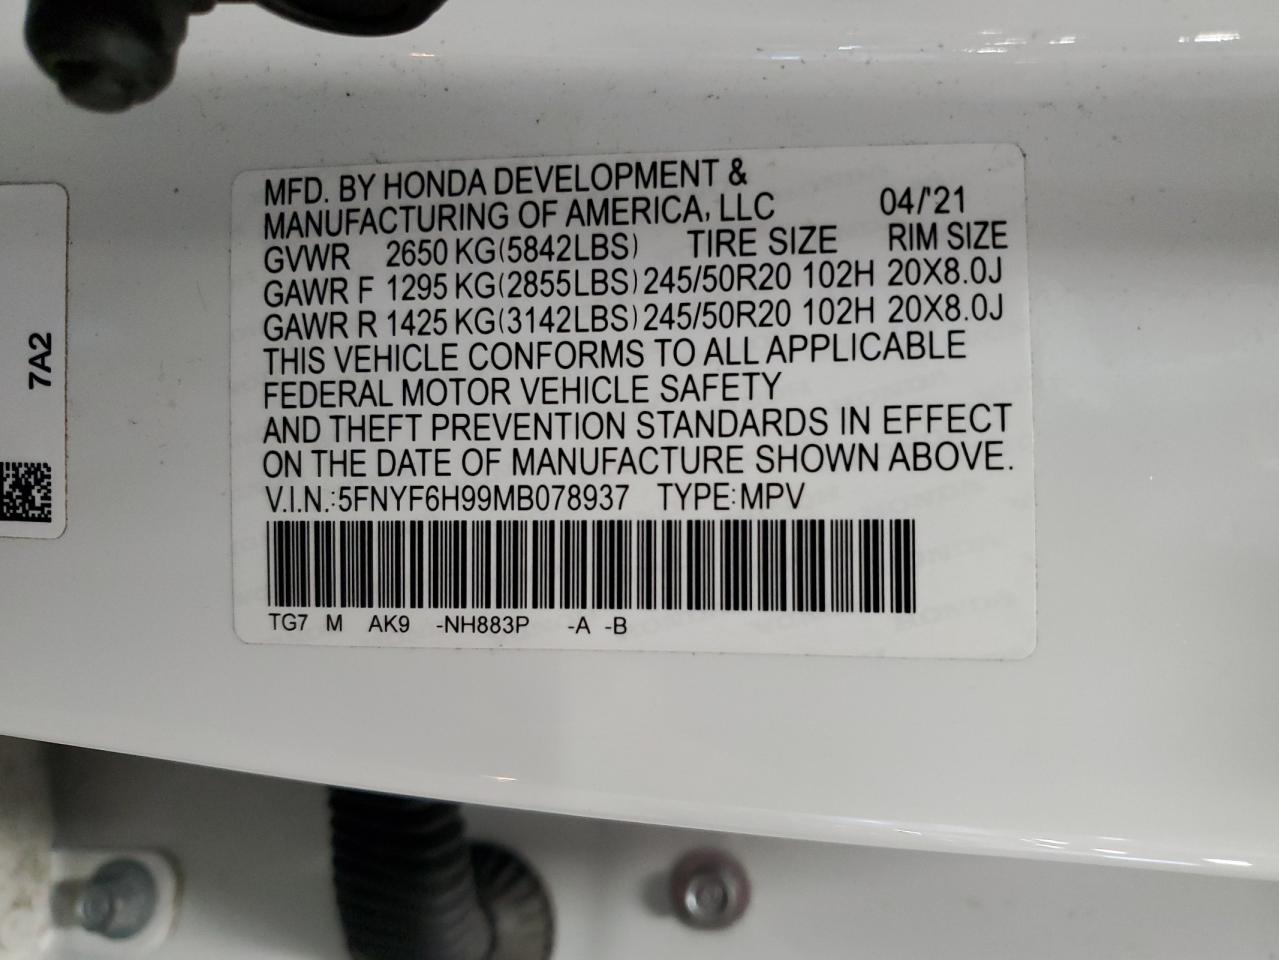 MFD. BY HONDA DEVELOPMENT &
MANUFACTURING OF AMERICA, LLC 04/'21
GVWR 2650 KG(5842LBS) TIRE SIZE RIM SIZE
GAWR F 1295 KG(2855LBS) 245/50R20 102H 20X8.0J
GAWR R 1425 KG(3142LBS) 245/50R20 102H 20X8.0J
THIS VEHICLE CONFORMS TO ALL APPLICABLE
FEDERAL MOTOR VEHICLE SAFETY
AND THEFT PREVENTION STANDARDS IN EFFECT
ON THE DATE OF MANUFACTURE SHOWN ABOVE.
V.I.N.:5FNYF6H99MB078937 TYPE:MPV
TG7 M AK9 -NH883P -A -B
7A2